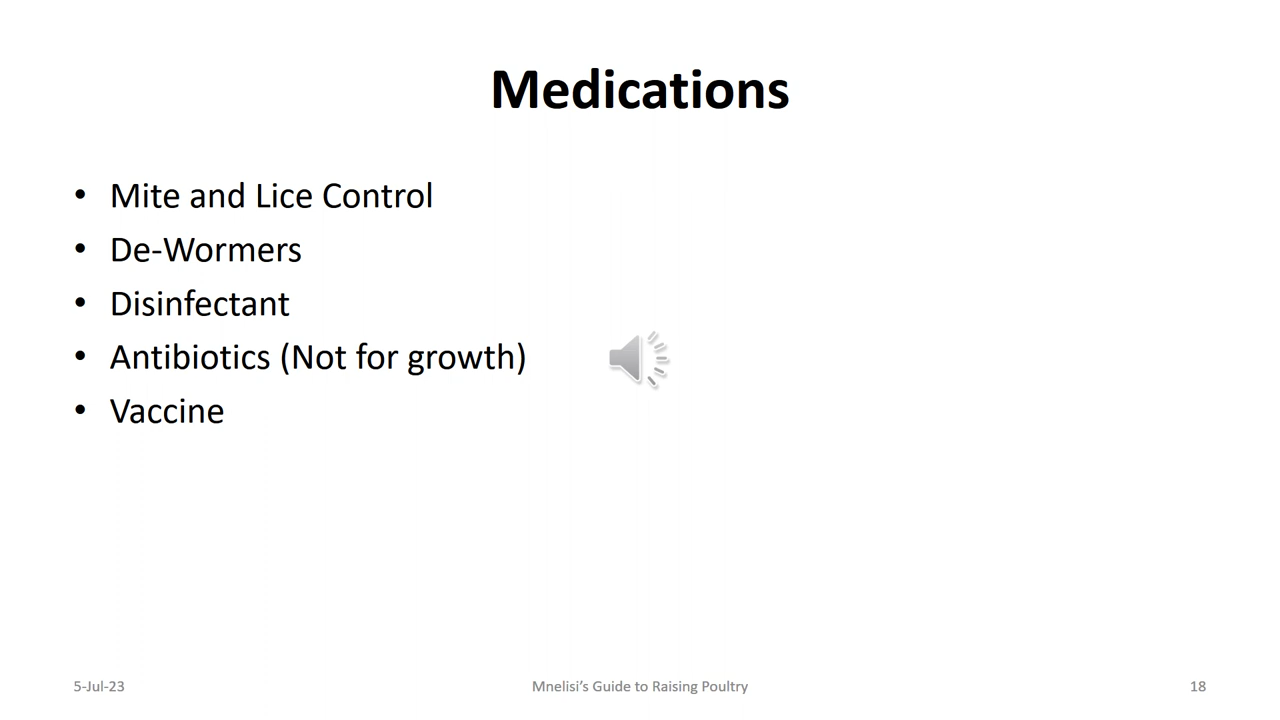 Medications
• Mite and Lice Control
• De-Wormers
• Disinfectant
• Antibiotics (Not for growth)
• Vaccine
5-Jul-23
Mnelisi’s Guide to Raising Poultry
18